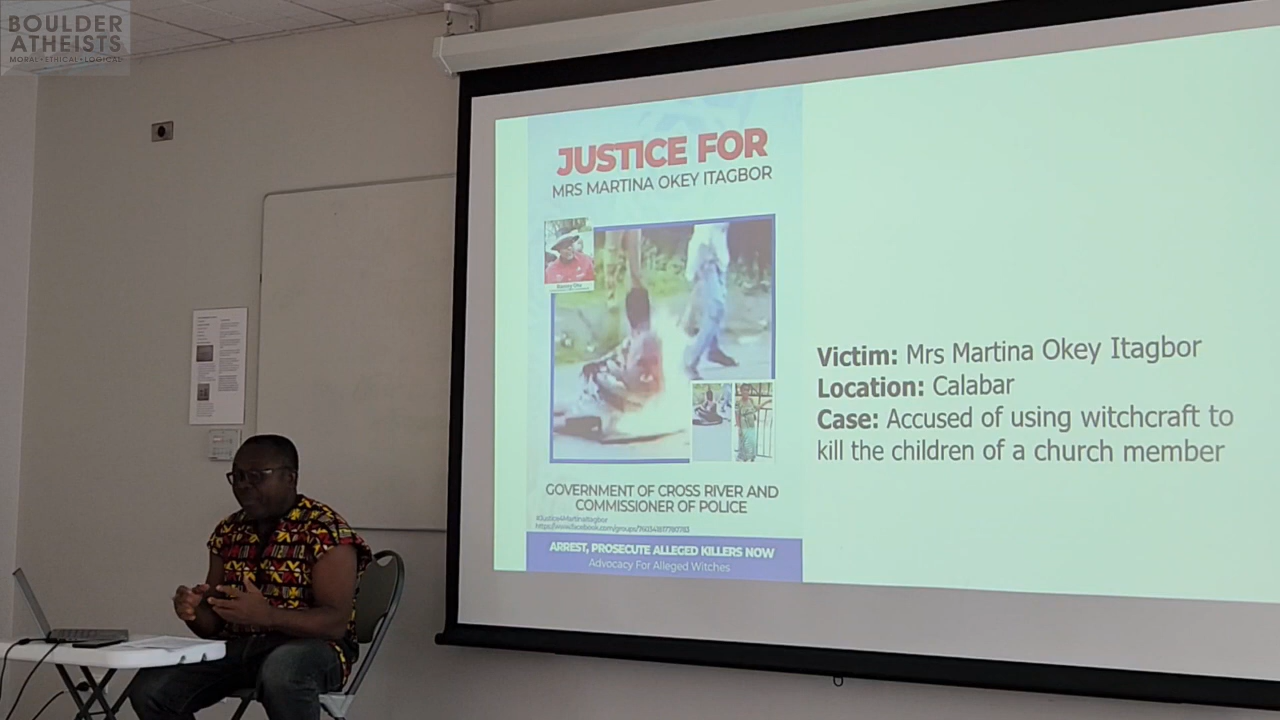 BOULDER
ATHEISTS
MORAL•ETHICAL•LOGICAL
JUSTICE FOR
MRS MARTINA OKEY ITAGBOR
GOVERNMENT OF CROSS RIVER AND
COMMISSIONER OF POLICE
ARREST, PROSECUTE ALLEGED KILLERS NOW
Advocacy For Alleged Witches
Victim: Mrs Martina Okey Itagbor
Location: Calabar
Case: Accused of using witchcraft to
kill the children of a church member